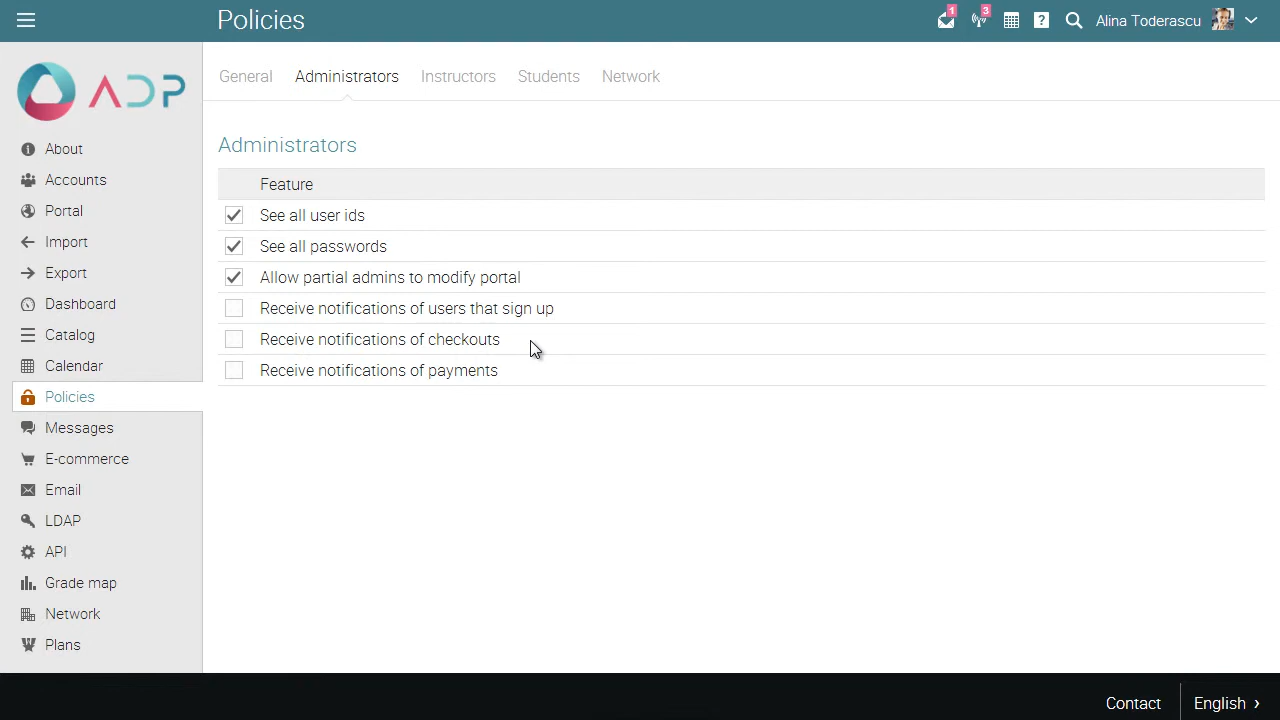 Policies
1
3
?
Alina Toderascu
ADP
General
Administrators
Instructors
Students
Network
About
Accounts
Portal
Import
Export
Dashboard
Catalog
Calendar
Policies
Messages
E-commerce
Email
LDAP
API
Grade map
Network
Plans
Administrators
Feature
See all user ids
See all passwords
Allow partial admins to modify portal
Receive notifications of users that sign up
Receive notifications of checkouts
Receive notifications of payments
Contact
English ›